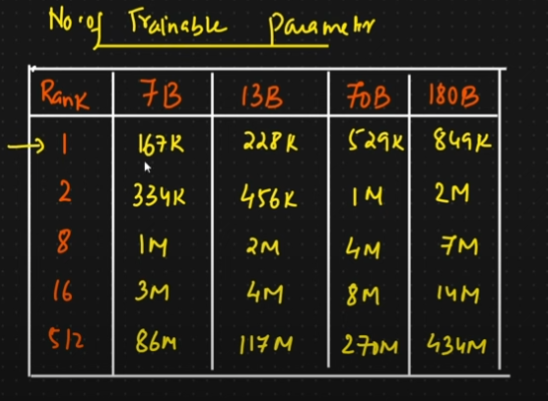 No. of Trainable Parameter
Rank 7B 13B 70B 180B
1 167K 228K 529K 849K
2 334K 456K 1M 2M
8 1M 2M 4M 7M
16 3M 4M 8M 14M
512 86M 117M 270M 434M